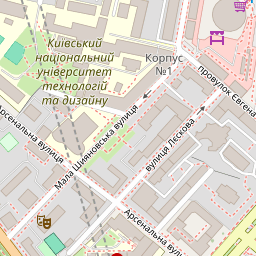 Київський
національний
університет
технологій
та дизайну
Корпус
№1
провулок Евгена
Арсенальна вулиця
Мала Шияновська вулиця
вулиця Лєскова
Арсенальна вул